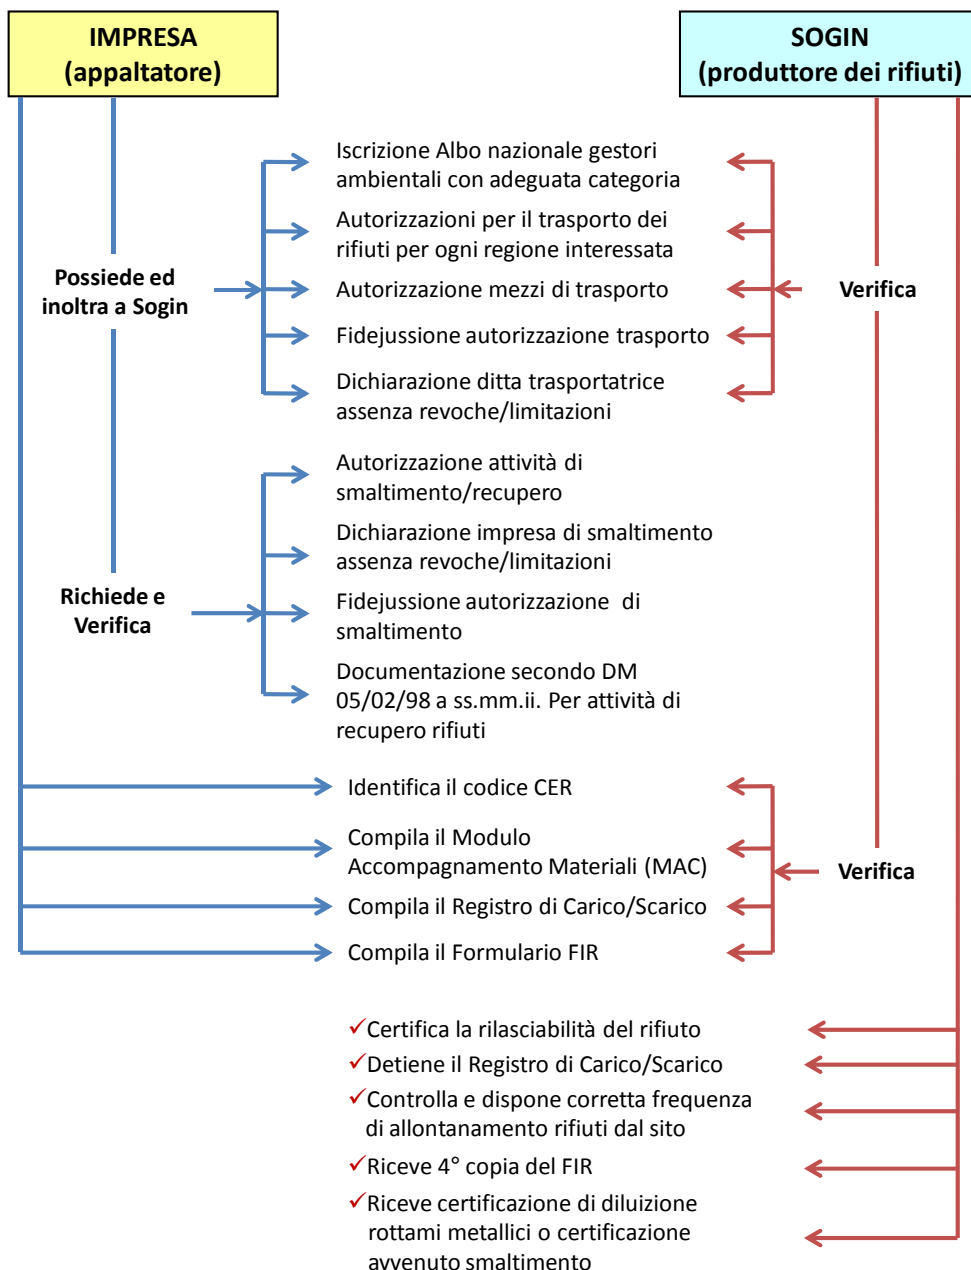 IMPRESA
(appaltatore)
SOGIN
(produttore dei rifiuti)
Iscrizione Albo nazionale gestori
ambientali con adeguata categoria
Autorizzazioni per il trasporto dei
rifiuti per ogni regione interessata
Possiede ed
inoltra a Sogin
Autorizzazione mezzi di trasporto
Verifica
Fidejussione autorizzazione trasporto
Dichiarazione ditta trasportatrice
assenza revoche/limitazioni
Autorizzazione attività di
smaltimento/recupero
Dichiarazione impresa di smaltimento
assenza revoche/limitazioni
Richiede e
Verifica
Fidejussione autorizzazione di
smaltimento
Documentazione secondo DM
05/02/98 a ss.mm.ii. Per attività di
recupero rifiuti
Identifica il codice CER
Compila il Modulo
Accompagnamento Materiali (MAC)
Verifica
Compila il Registro di Carico/Scarico
Compila il Formulario FIR
✓Certifica la rilasciabilità del rifiuto
✓Detiene il Registro di Carico/Scarico
✓Controlla e dispone corretta frequenza
di allontanamento rifiuti dal sito
✓Riceve 4° copia del FIR
✓Riceve certificazione di diluizione
rottami metallici o certificazione
avvenuto smaltimento